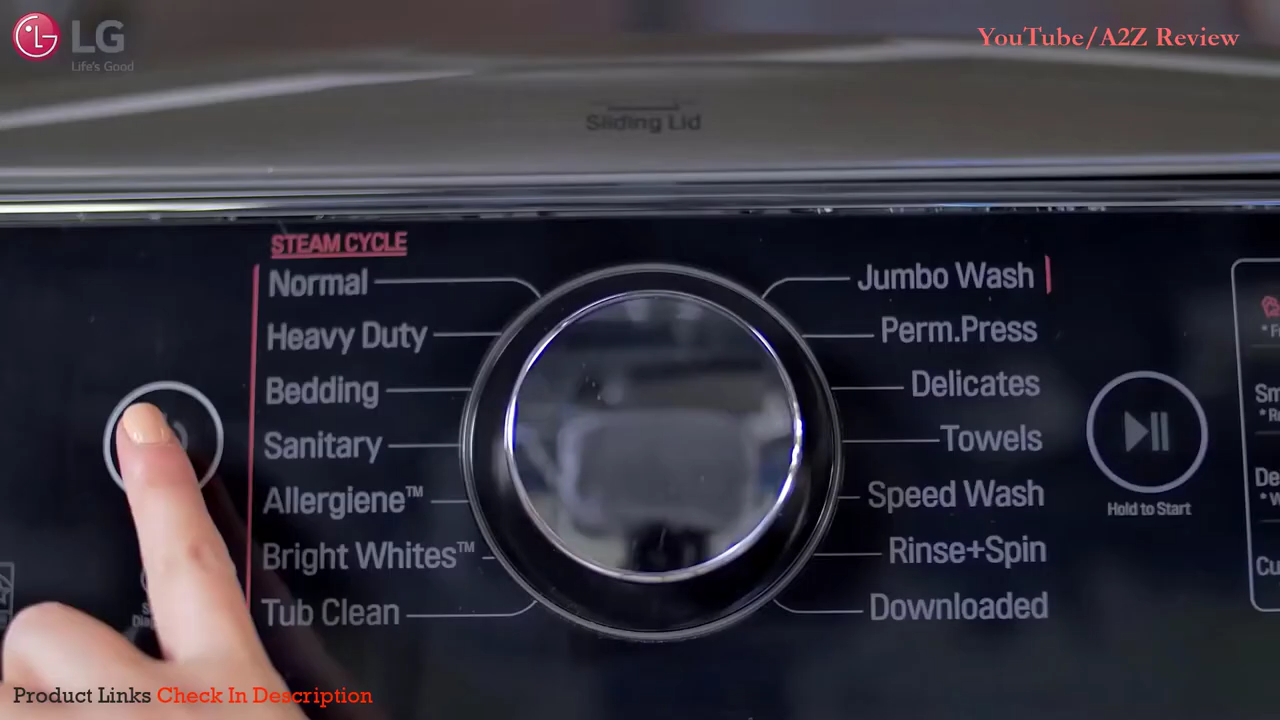 LG
Life's Good
YouTube/A2Z Review
Sliding Lid
STEAM CYCLE
Normal
Heavy Duty
Bedding
Sanitary
Allergiene™
Bright Whites™
Tub Clean
Jumbo Wash
Perm.Press
Delicates
Towels
Speed Wash
Rinse+Spin
Downloaded
Hold to Start
Product Links Check In Description